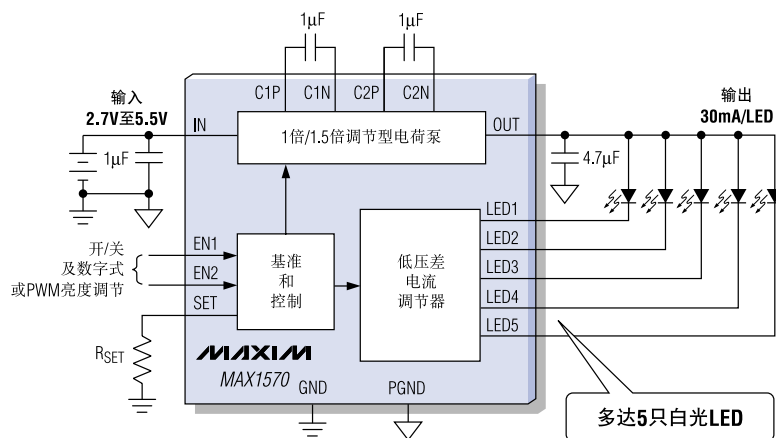 1μF
1μF
C1P
C1N
C2P
C2N
输入
2.7V至5.5V
IN
1μF
1倍/1.5倍调节型电荷泵
OUT
输出
30mA/LED
4.7μF
开/关
及数字式
或PWM亮度调节
EN1
EN2
SET
RSET
基准
和
控制
低压差
电流
调节器
LED1
LED2
LED3
LED4
LED5
MAXIM
MAX1570
GND
PGND
多达5只白光LED